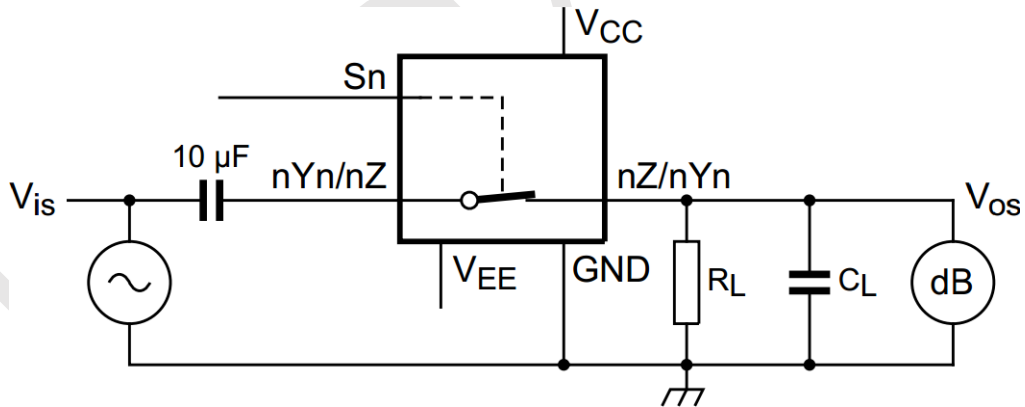 VCC
Sn
10 µF
nYn/nZ
nZ/nYn
Vis
Vos
VEE
GND
RL
CL
dB